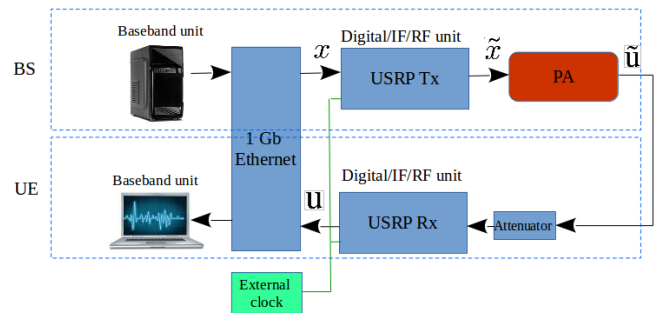 Digital/IF/RF unit
Baseband unit
BS
x
USRP Tx
x̃
PA
ũ
1 Gb
Ethernet
Digital/IF/RF unit
Baseband unit
UE
u
USRP Rx
Attenuator
External
clock